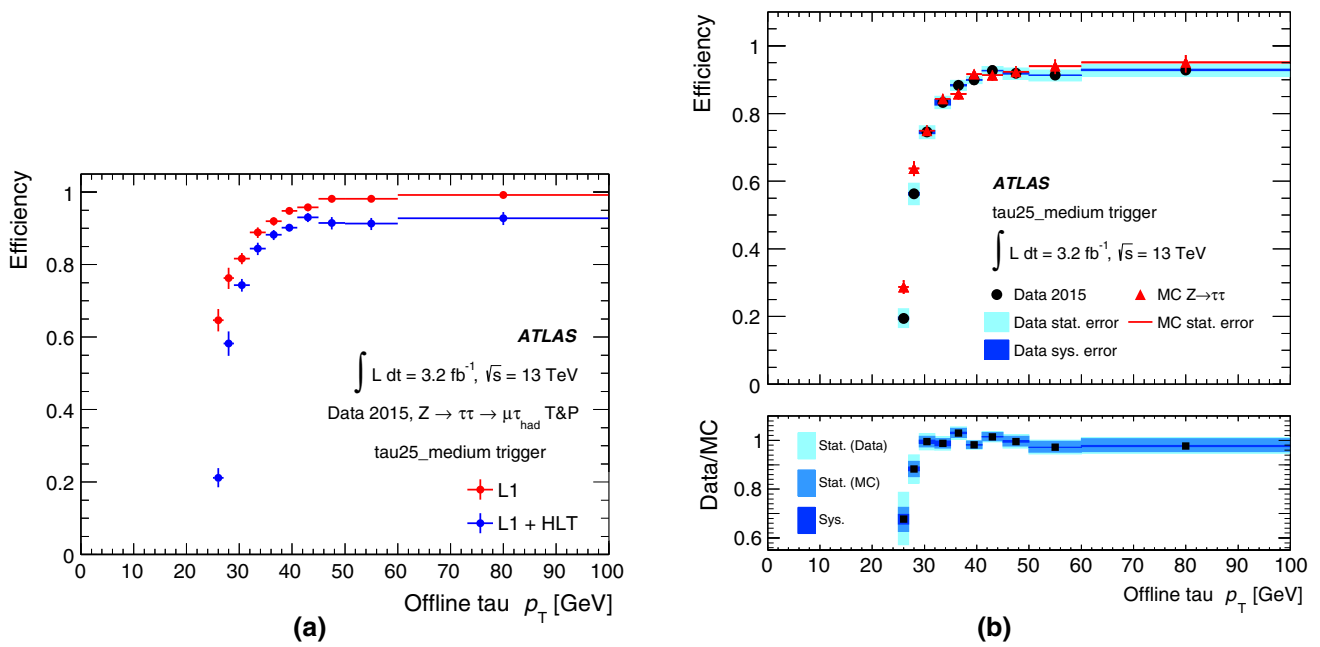 Efficiency
1
0.8
0.6
0.4
0.2
0
ATLAS
∫ L dt = 3.2 fb⁻¹, √s = 13 TeV
Data 2015, Z → ττ → μτ_had T&P
tau25_medium trigger
L1
L1 + HLT
0 10 20 30 40 50 60 70 80 90 100
Offline tau p_T [GeV]
(a)
Efficiency
1
0.8
0.6
0.4
0.2
0
ATLAS
tau25_medium trigger
∫ L dt = 3.2 fb⁻¹, √s = 13 TeV
Data 2015 MC Z→ττ
Data stat. error MC stat. error
Data sys. error
Data/MC
1
0.8
0.6
Stat. (Data)
Stat. (MC)
Sys.
0 10 20 30 40 50 60 70 80 90 100
Offline tau p_T [GeV]
(b)